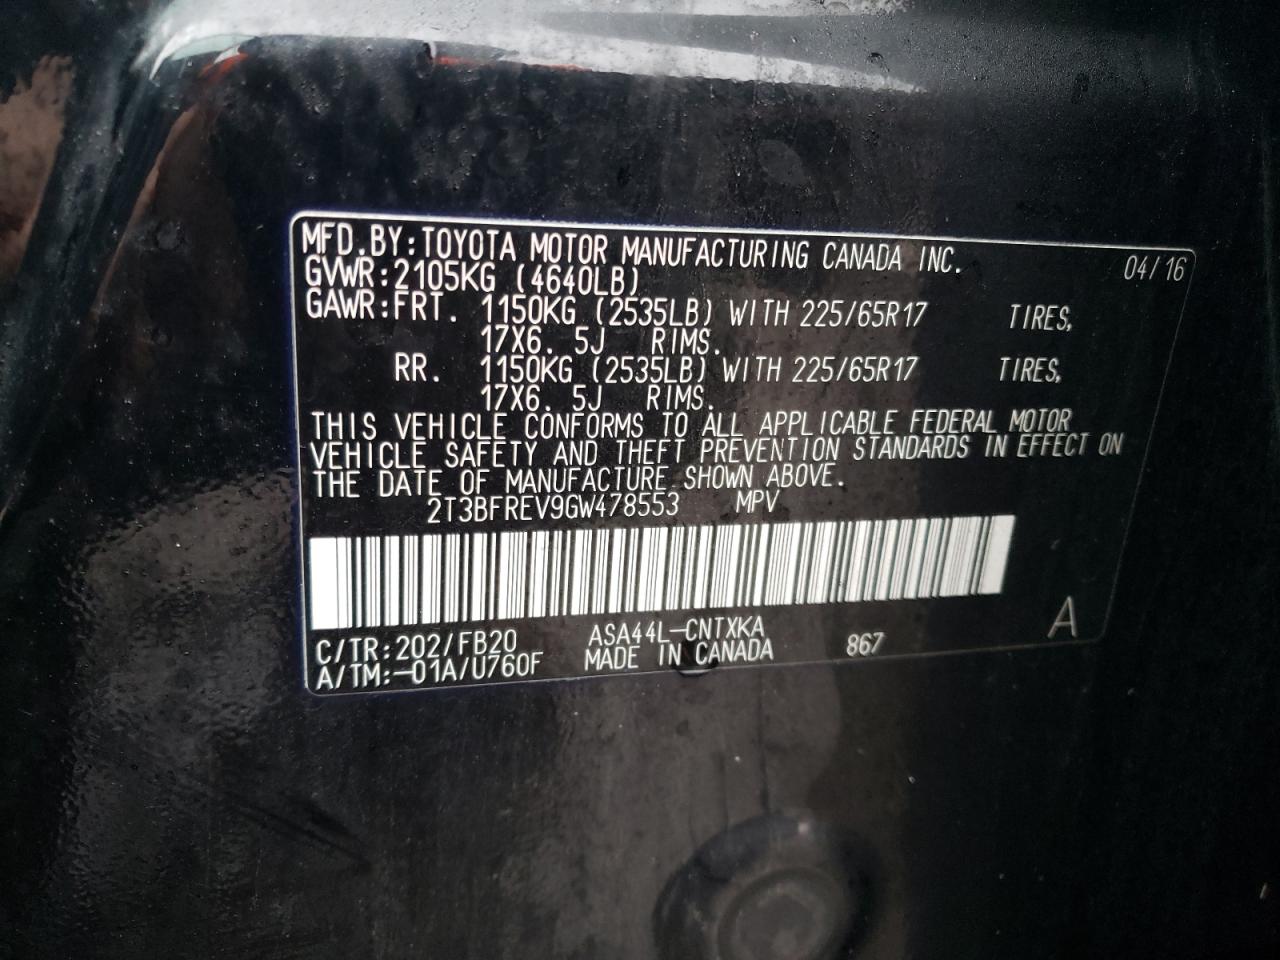 MFD.BY:TOYOTA MOTOR MANUFACTURING CANADA INC. 04/16
GVWR:2105KG (4640LB)
GAWR:FRT. 1150KG (2535LB) WITH 225/65R17 TIRES,
17X6.5J RIMS.
RR. 1150KG (2535LB) WITH 225/65R17 TIRES,
17X6.5J RIMS.
THIS VEHICLE CONFORMS TO ALL APPLICABLE FEDERAL MOTOR
VEHICLE SAFETY AND THEFT PREVENTION STANDARDS IN EFFECT ON
THE DATE OF MANUFACTURE SHOWN ABOVE.
2T3BFREV9GW478553 MPV
C/TR:202/FB20 ASA44L-CNTXKA
A/TM:-01A/U760F MADE IN CANADA 867 A